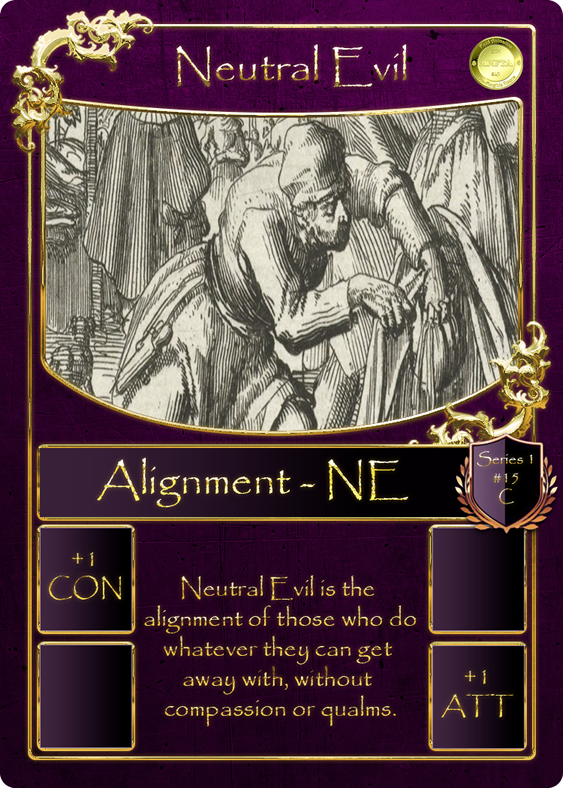 Neutral Evil
Alignment - NE
Series 1
#15
C
+1
CON
Neutral Evil is the
alignment of those who do
whatever they can get
away with, without
compassion or qualms.
+1
ATT